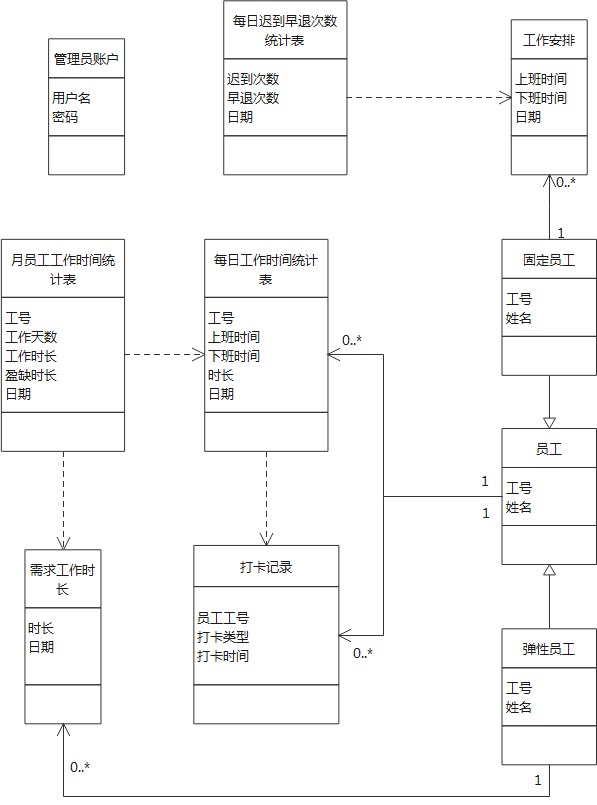 管理员账户
用户名
密码
每日迟到早退次数
统计表
迟到次数
早退次数
日期
工作安排
上班时间
下班时间
日期
0..*
1
月员工工作时间统
计表
工号
工作天数
工作时长
盈缺时长
日期
每日工作时间统计
表
工号
上班时间
下班时间
时长
日期
0..*
固定员工
工号
姓名
员工
工号
姓名
1
1
需求工作时
长
时长
日期
打卡记录
员工工号
打卡类型
打卡时间
0..*
弹性员工
工号
姓名
0..*
1